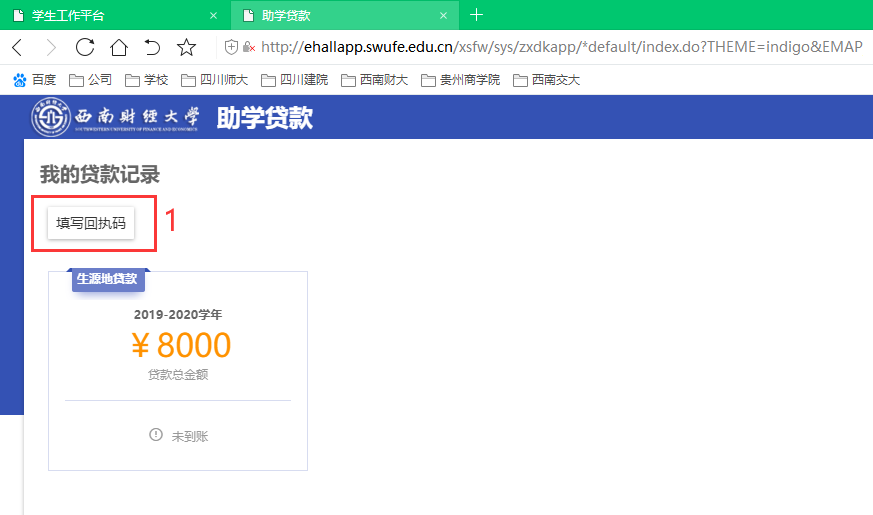 学生工作平台
助学贷款
http://ehallapp.swufe.edu.cn/xsfw/sys/zxdkapp/*default/index.do?THEME=indigo&EMAP
百度 公司 学校 四川师大 四川建院 西南财大 贵州商学院 西南交大
西南财经大学 助学贷款
SOUTHWESTERN UNIVERSITY OF FINANCE AND ECONOMICS
我的贷款记录
填写回执码 1
生源地贷款
2019-2020学年
¥8000
贷款总金额
未到账